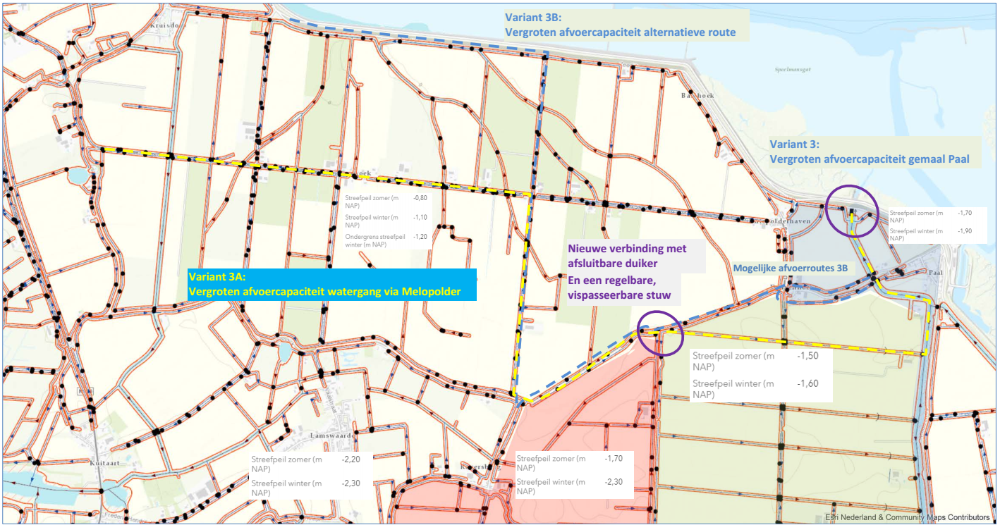 Variant 3B:
Vergroten afvoercapaciteit alternatieve route
Speelmansgat
Variant 3:
Vergroten afvoercapaciteit gemaal Paal
Streefpeil zomer (m NAP) -0,80
Streefpeil winter (m NAP) -1,10
Ondergrens streefpeil winter (m NAP) -1,20
Streefpeil zomer (m NAP) -1,70
Streefpeil winter (m NAP) -1,90
Nieuwe verbinding met
afsluitbare duiker
En een regelbare,
vispasseerbare stuw
Mogelijke afvoerroutes 3B
Paal
Variant 3A:
Vergroten afvoercapaciteit watergang via Melopolder
Streefpeil zomer (m NAP) -1,50
Streefpeil winter (m NAP) -1,60
Lamswaarde
Kuitaart
Streefpeil zomer (m NAP) -2,20
Streefpeil winter (m NAP) -2,30
Streefpeil zomer (m NAP) -1,70
Streefpeil winter (m NAP) -2,30
Esri Nederland & Community Maps Contributors